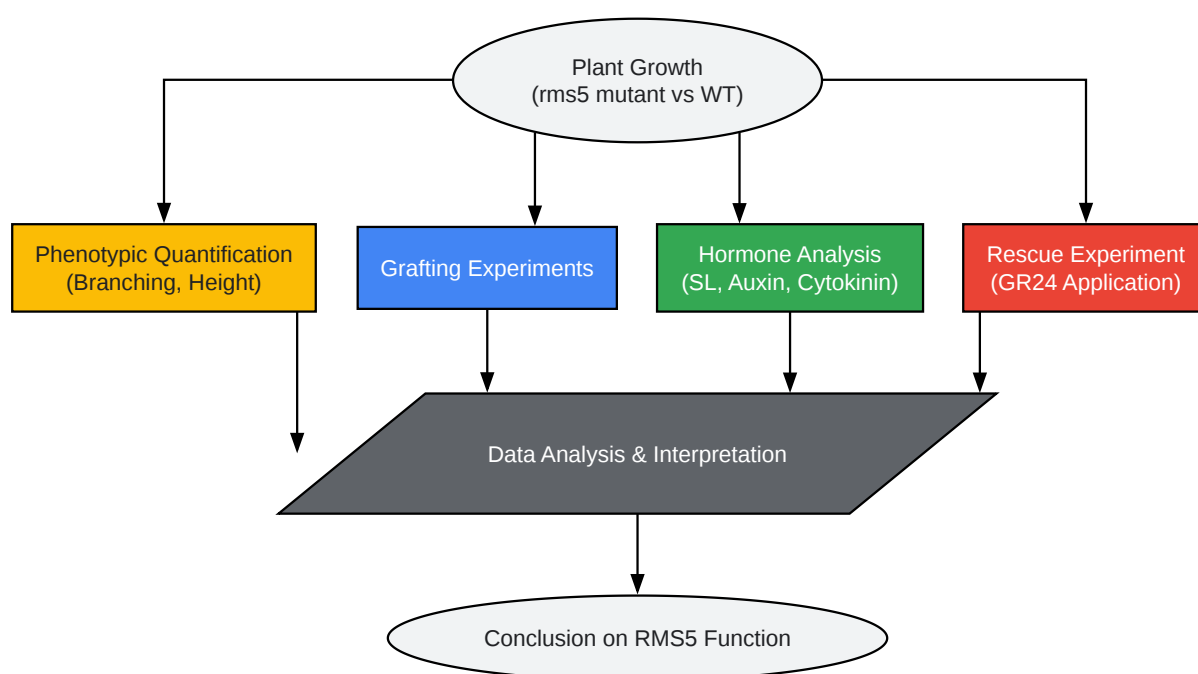 Plant Growth
(rms5 mutant vs WT)
Phenotypic Quantification
(Branching, Height)
Grafting Experiments
Hormone Analysis
(SL, Auxin, Cytokinin)
Rescue Experiment
(GR24 Application)
Data Analysis & Interpretation
Conclusion on RMS5 Function